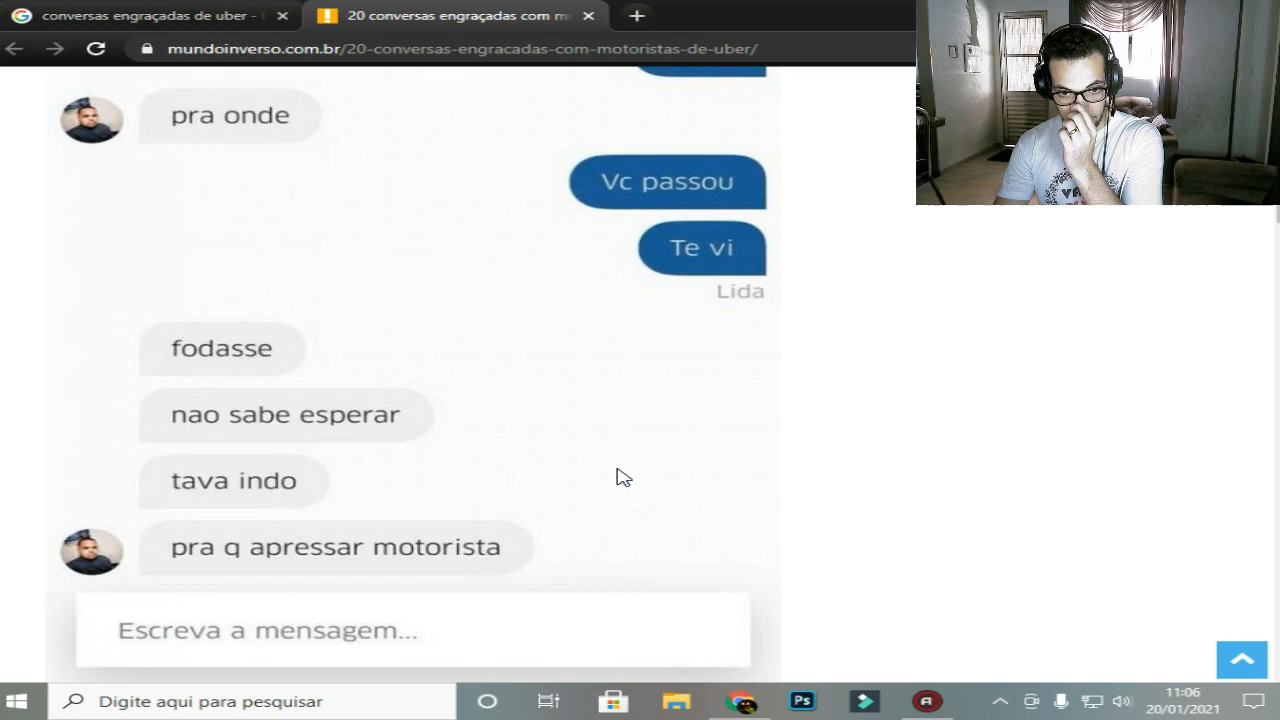 conversas engraçadas de uber -
20 conversas engraçadas com mo
mundoinverso.com.br/20-conversas-engracadas-com-motoristas-de-uber/
pra onde
Vc passou
Te vi
Lida
fodasse
nao sabe esperar
tava indo
pra q apressar motorista
Escreva a mensagem...
Digite aqui para pesquisar
Ps
11:06
20/01/2021